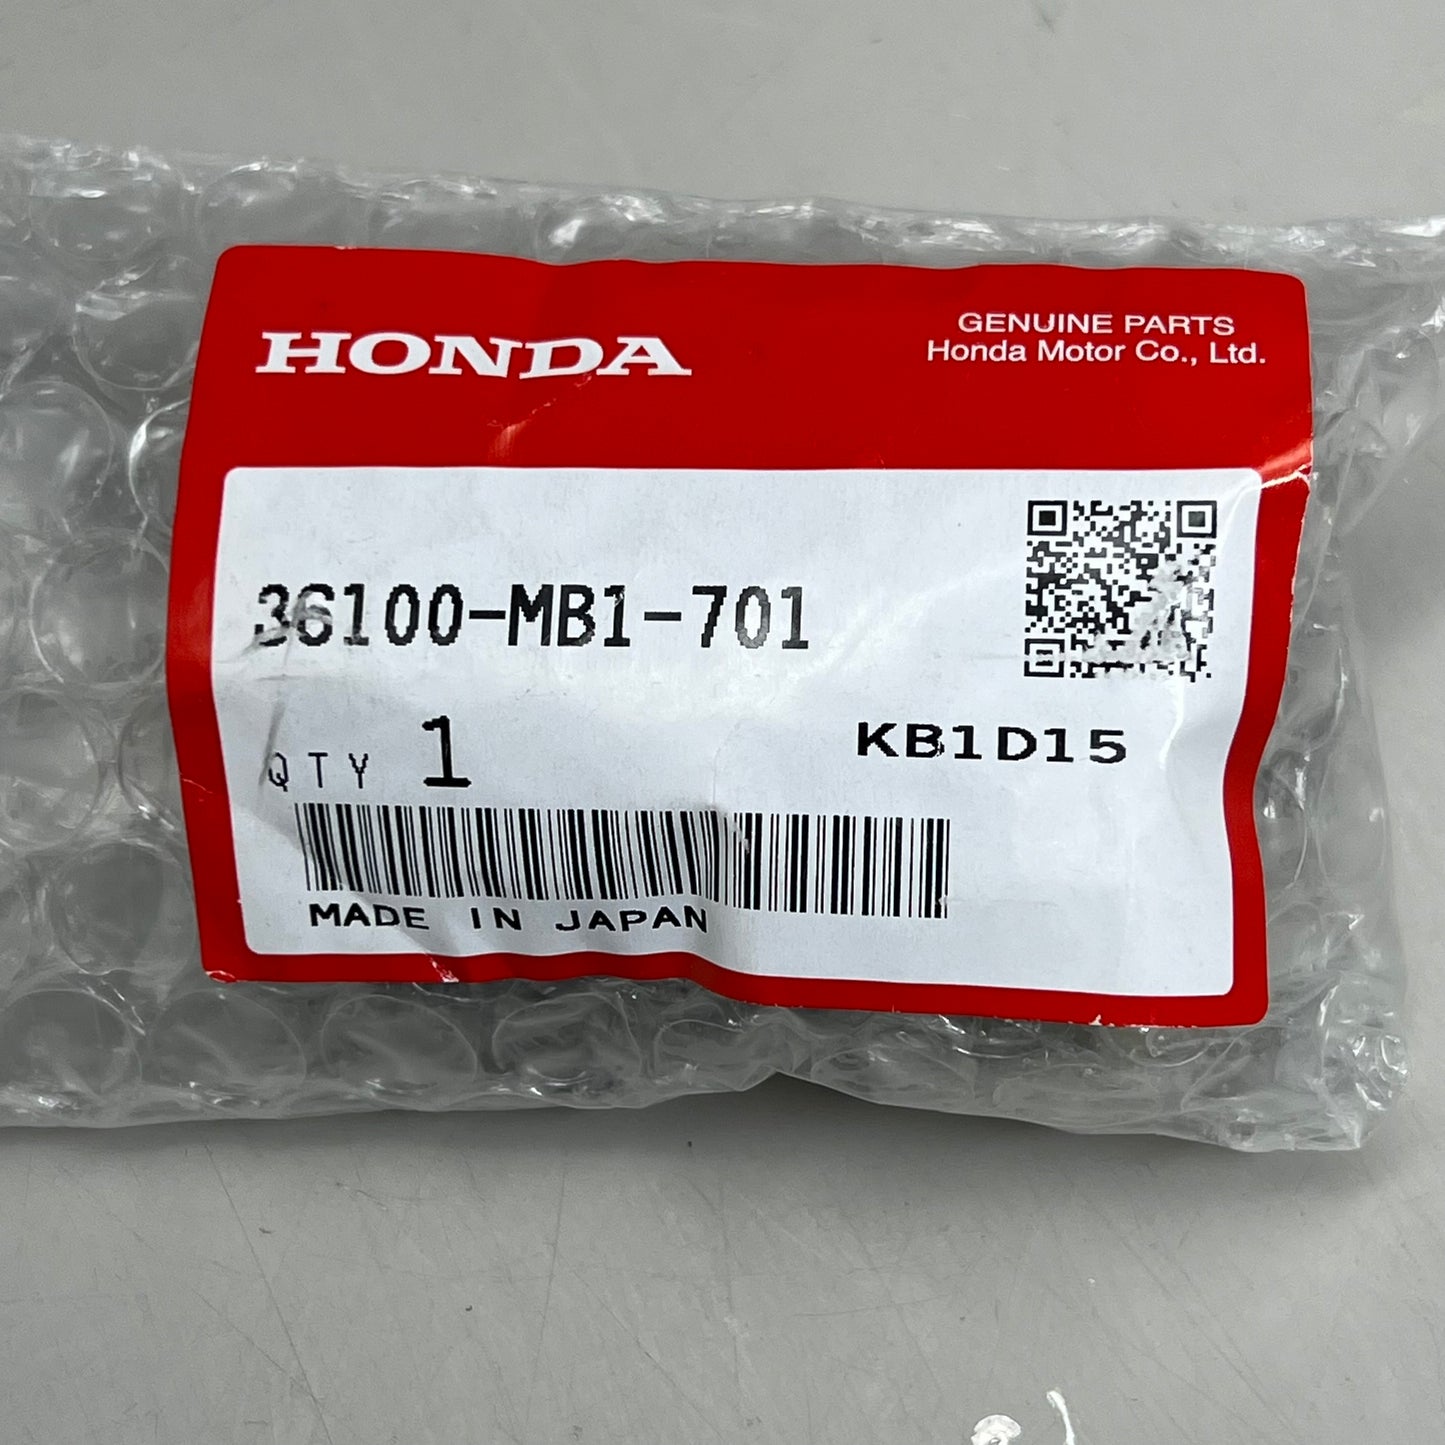 HONDA
GENUINE PARTS
Honda Motor Co., Ltd.
36100-MB1-701
QTY 1
KB1D15
MADE IN JAPAN